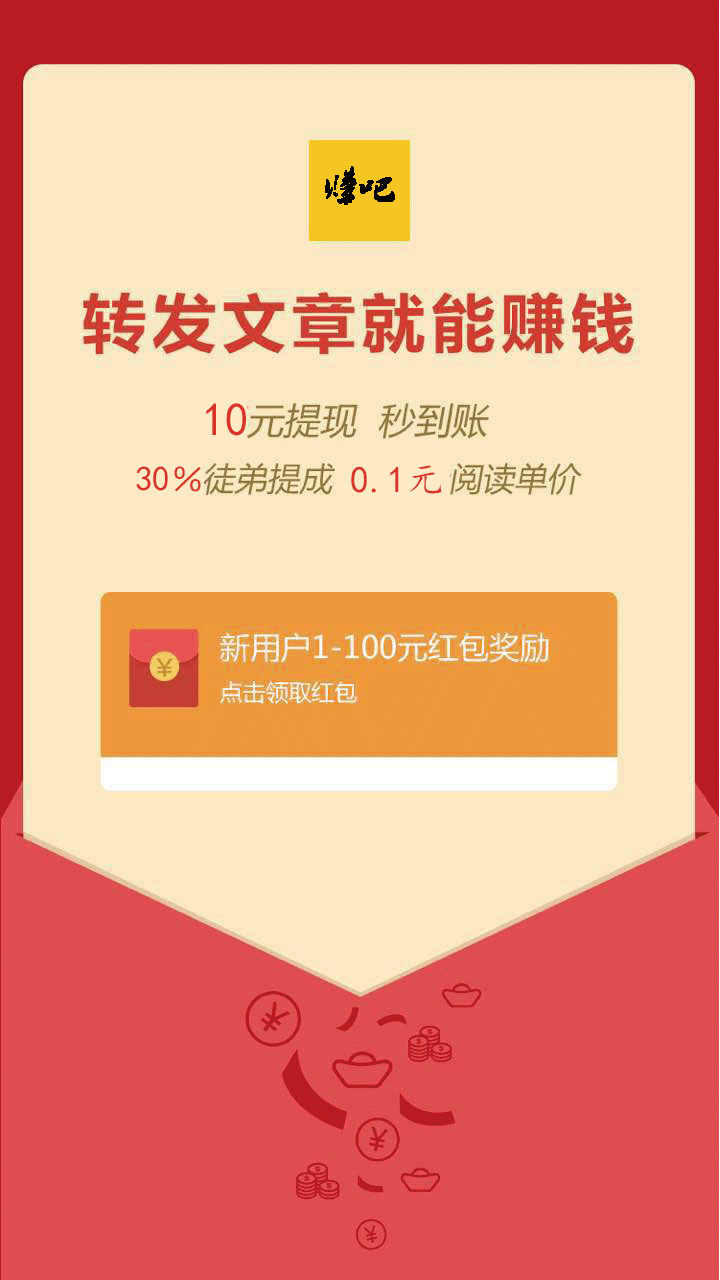 赚吧
转发文章就能赚钱
10元提现 秒到账
30%徒弟提成 0.1元 阅读单价
新用户1-100元红包奖励
点击领取红包